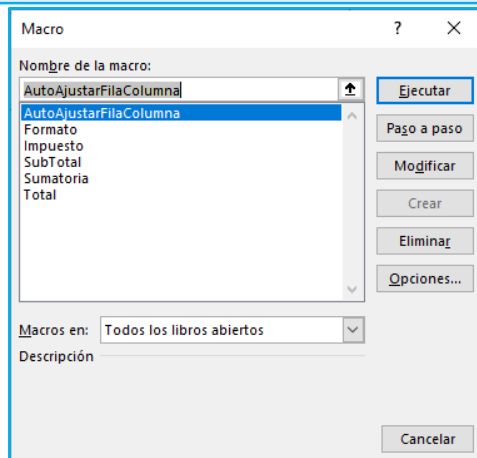 Macro ? ×
Nombre de la macro:
AutoAjustarFilaColumna
Ejecutar
AutoAjustarFilaColumna
Formato
Impuesto
SubTotal
Sumatoria
Total
Paso a paso
Modificar
Crear
Eliminar
Opciones...
Macros en: Todos los libros abiertos
Descripción
Cancelar